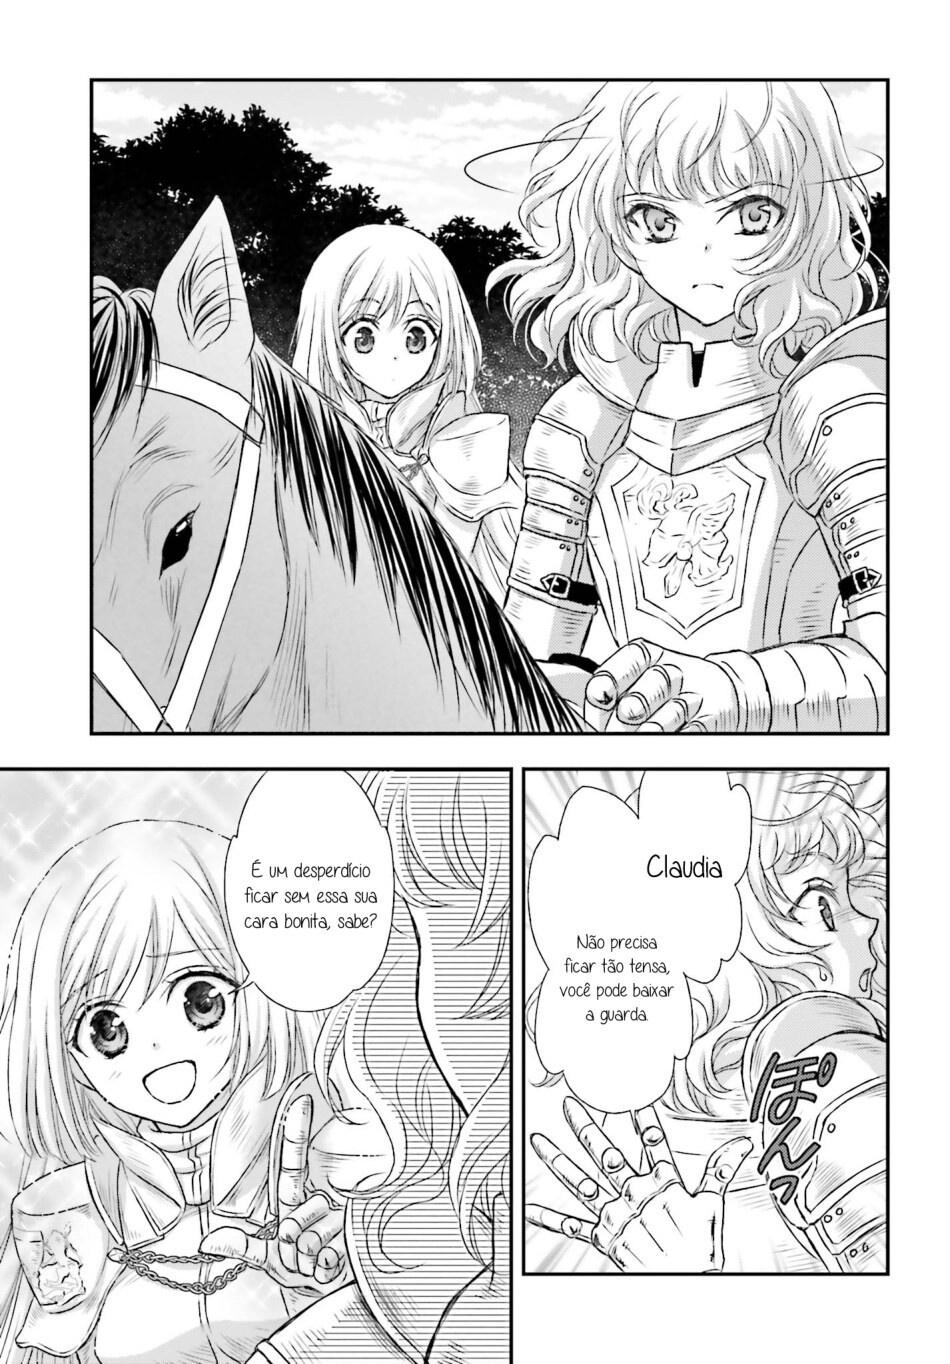 Claudia
Não precisa
ficar tão tensa,
você pode baixar
a guarda.
ぽんっ
É um desperdício
ficar sem essa sua
cara bonita, sabe?